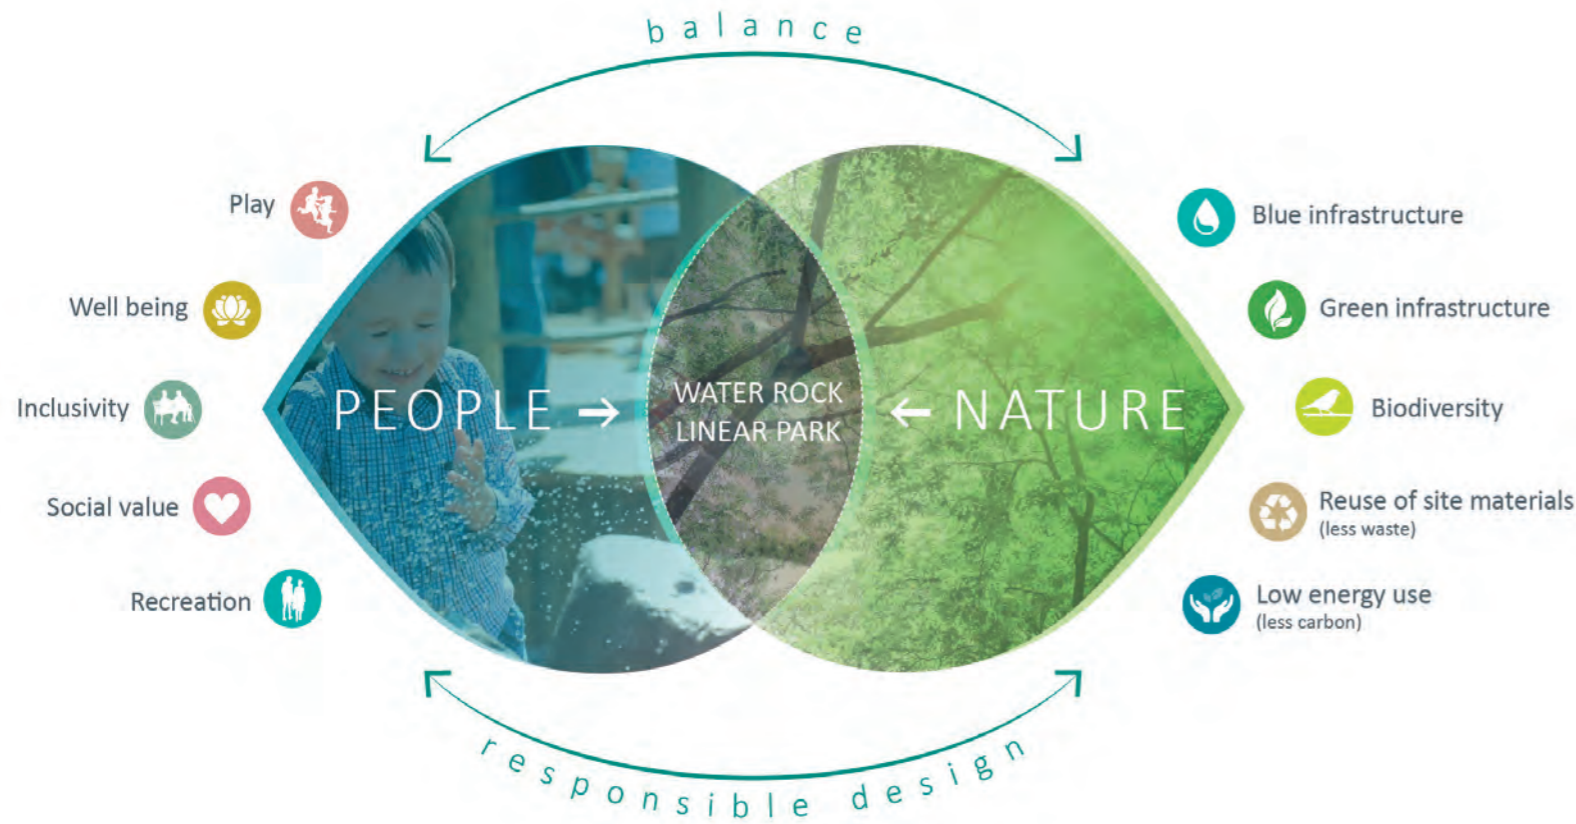 balance
Play
Well being
Inclusivity
Social value
Recreation
PEOPLE
WATER ROCK
LINEAR PARK
NATURE
Blue infrastructure
Green infrastructure
Biodiversity
Reuse of site materials
(less waste)
Low energy use
(less carbon)
responsible design